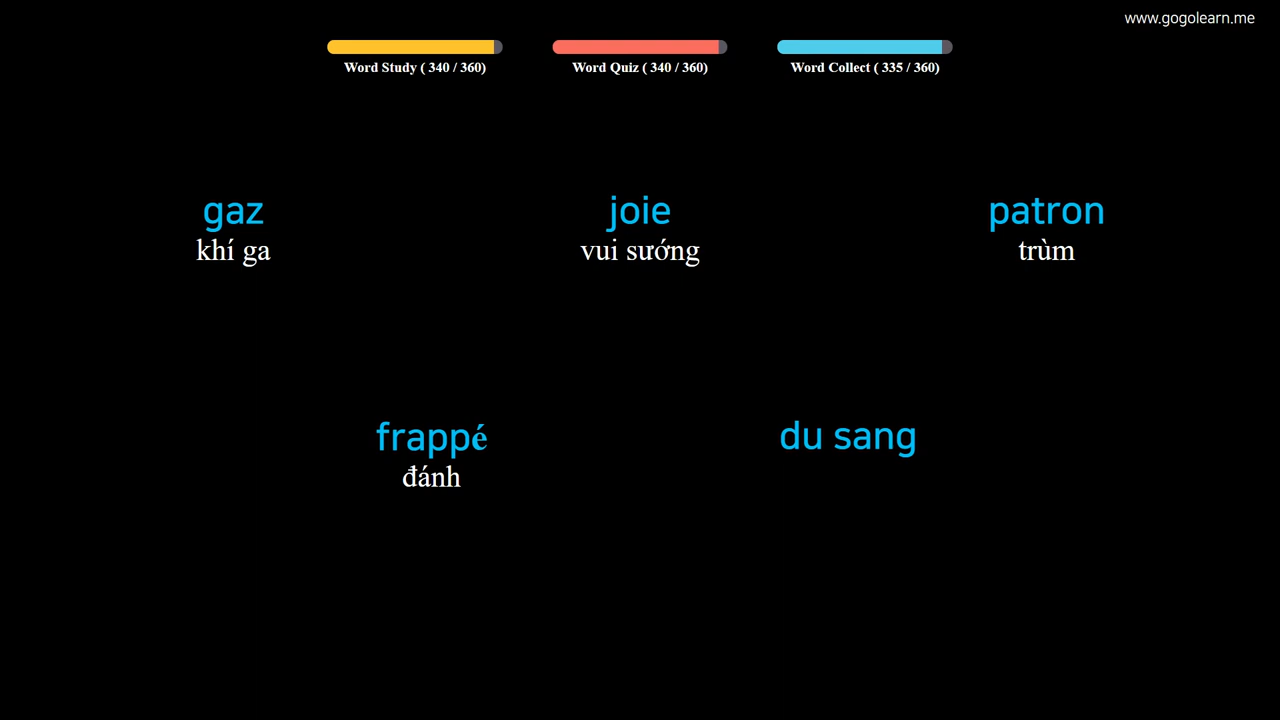 www.gogolearn.me
Word Study ( 340 / 360)
Word Quiz ( 340 / 360)
Word Collect ( 335 / 360)
gaz
khí ga
joie
vui sướng
patron
trùm
frappé
đánh
du sang